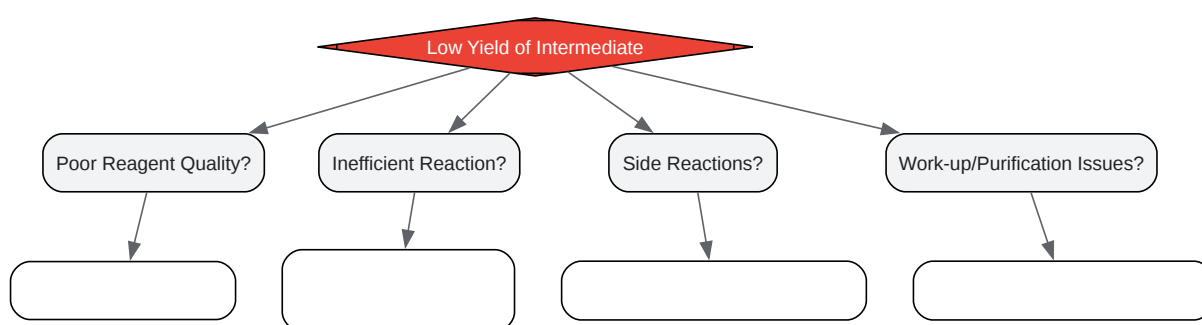 Low Yield of Intermediate
Poor Reagent Quality?
Inefficient Reaction?
Side Reactions?
Work-up/Purification Issues?